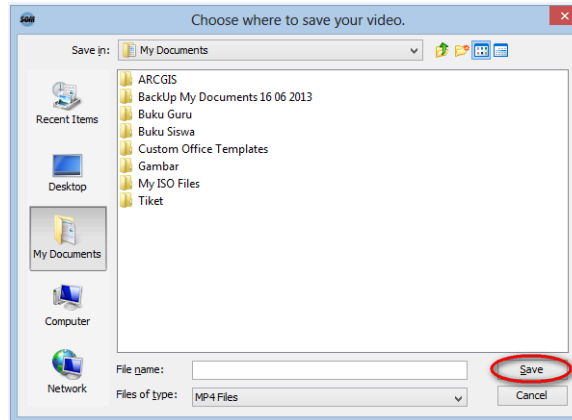 SOM
Choose where to save your video.
Save in:
My Documents
Recent Items
Desktop
My Documents
Computer
Network
ARCGIS
BackUp My Documents 16 06 2013
Buku Guru
Buku Siswa
Custom Office Templates
Gambar
My ISO Files
Tiket
File name:
Save
Files of type:
MP4 Files
Cancel